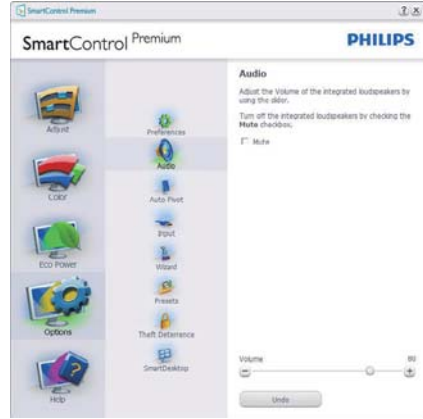 SmartControl Premium
? X
SmartControl Premium
PHILIPS
Adjust
Color
Eco Power
Options
Help
Preferences
Audio
Auto Pivot
Input
Wizard
Presets
Theft Deterrence
SmartDesktop
Audio
Adjust the Volume of the integrated loudspeakers by
using the slider.
Turn off the integrated loudspeakers by checking the
Mute checkbox.
Mute
Volume
80
Undo